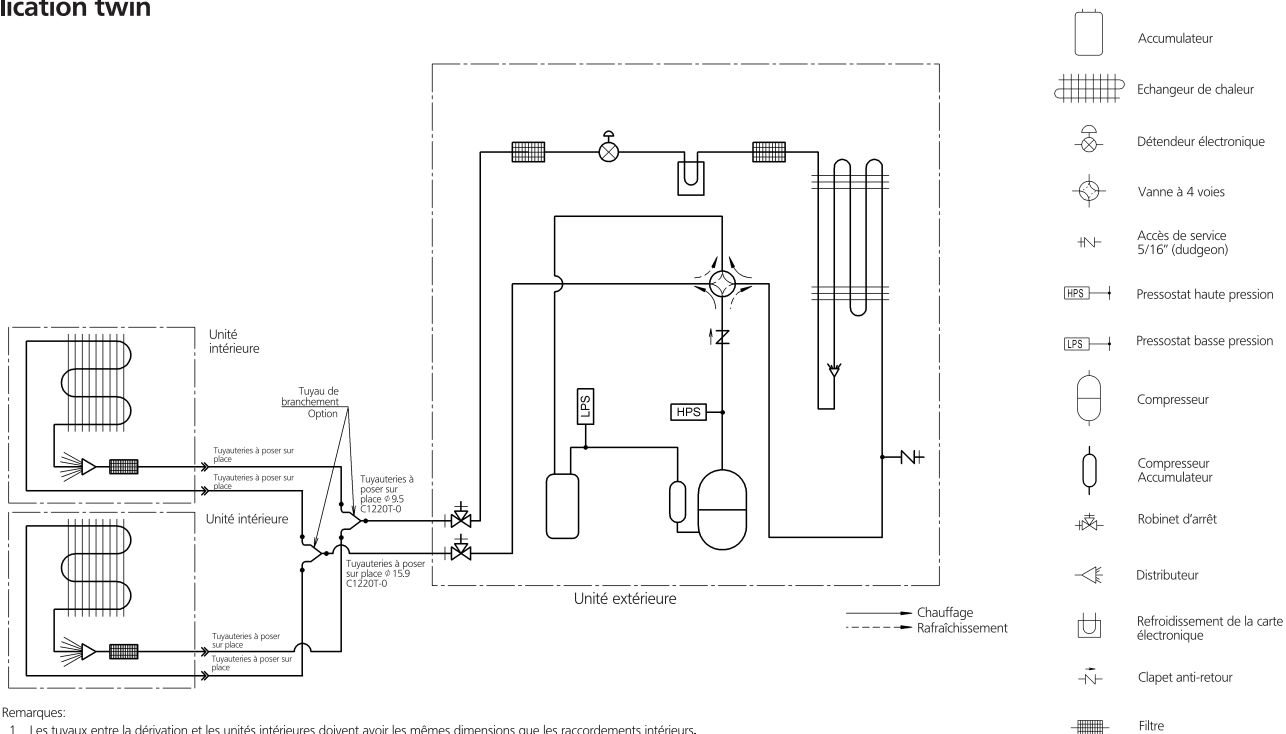 lication twin
Accumulateur
Echangeur de chaleur
Détendeur électronique
Vanne à 4 voies
Accès de service
5/16" (dudgeon)
HPS
Pressostat haute pression
LPS
Pressostat basse pression
Compresseur
Compresseur
Accumulateur
Robinet d'arrêt
Distributeur
Refroidissement de la carte
électronique
Clapet anti-retour
Filtre
Unité
intérieure
Tuyau de
branchement
Option
LPS
HPS
Tuyauteries à poser sur
place
Tuyauteries à poser sur
place
Tuyauteries à
poser sur
place φ 9.5
C1220T-0
Unité intérieure
Tuyauteries à poser
sur place φ 15.9
C1220T-0
Unité extérieure
Chauffage
Rafraîchissement
Tuyauteries à poser
sur place
Tuyauteries à poser sur
place
Remarques:
1 Les tuyaux entre la dérivation et les unités intérieures doivent avoir les mêmes dimensions que les raccordements intérieurs.